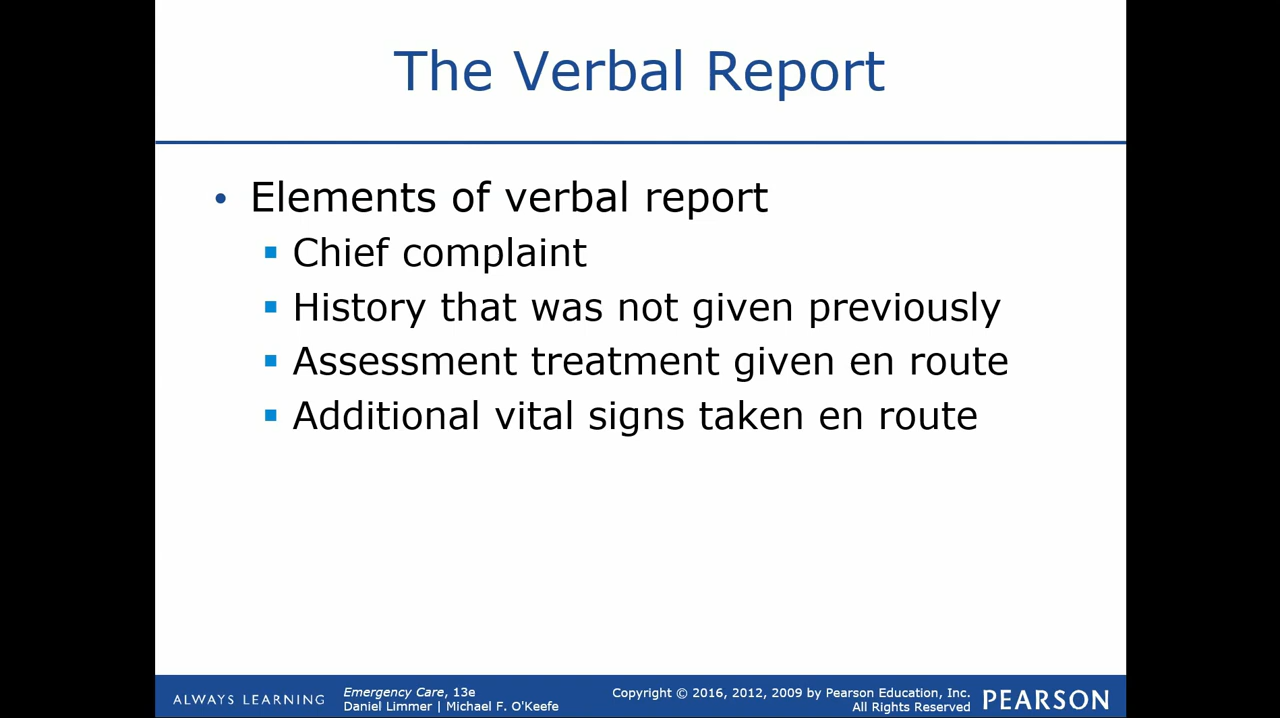 The Verbal Report
• Elements of verbal report
▪ Chief complaint
▪ History that was not given previously
▪ Assessment treatment given en route
▪ Additional vital signs taken en route
ALWAYS LEARNING
Emergency Care, 13e
Daniel Limmer | Michael F. O'Keefe
Copyright © 2016, 2012, 2009 by Pearson Education, Inc.
All Rights Reserved
PEARSON